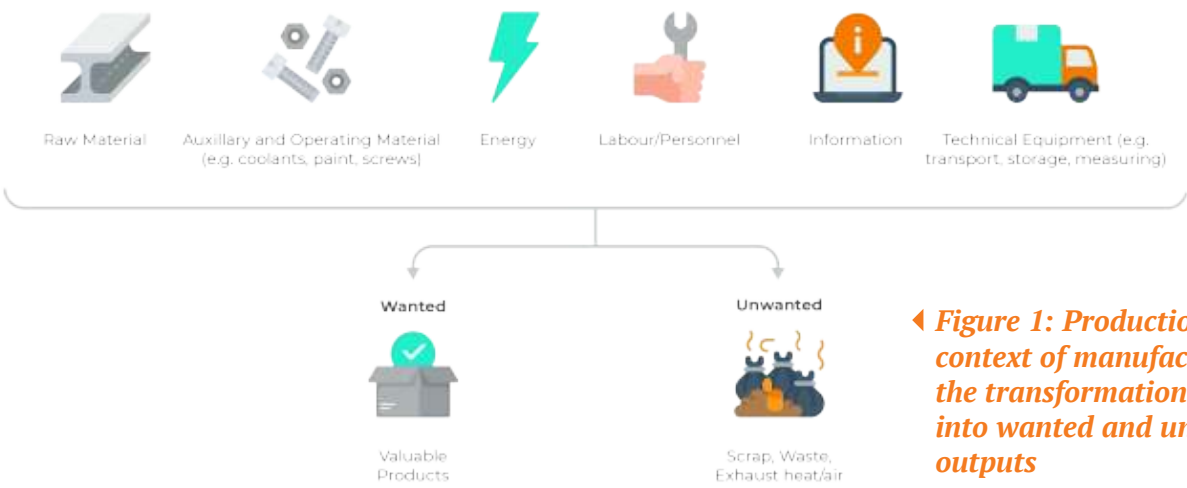 Raw Material
Auxillary and Operating Material
(e.g. coolants, paint, screws)
Energy
Labour/Personnel
Information
Technical Equipment (e.g.
transport, storage, measuring)
Wanted
Valuable
Products
Unwanted
Scrap, Waste,
Exhaust heat/air
Figure 1: Productio
context of manufac
the transformation
into wanted and un
outputs